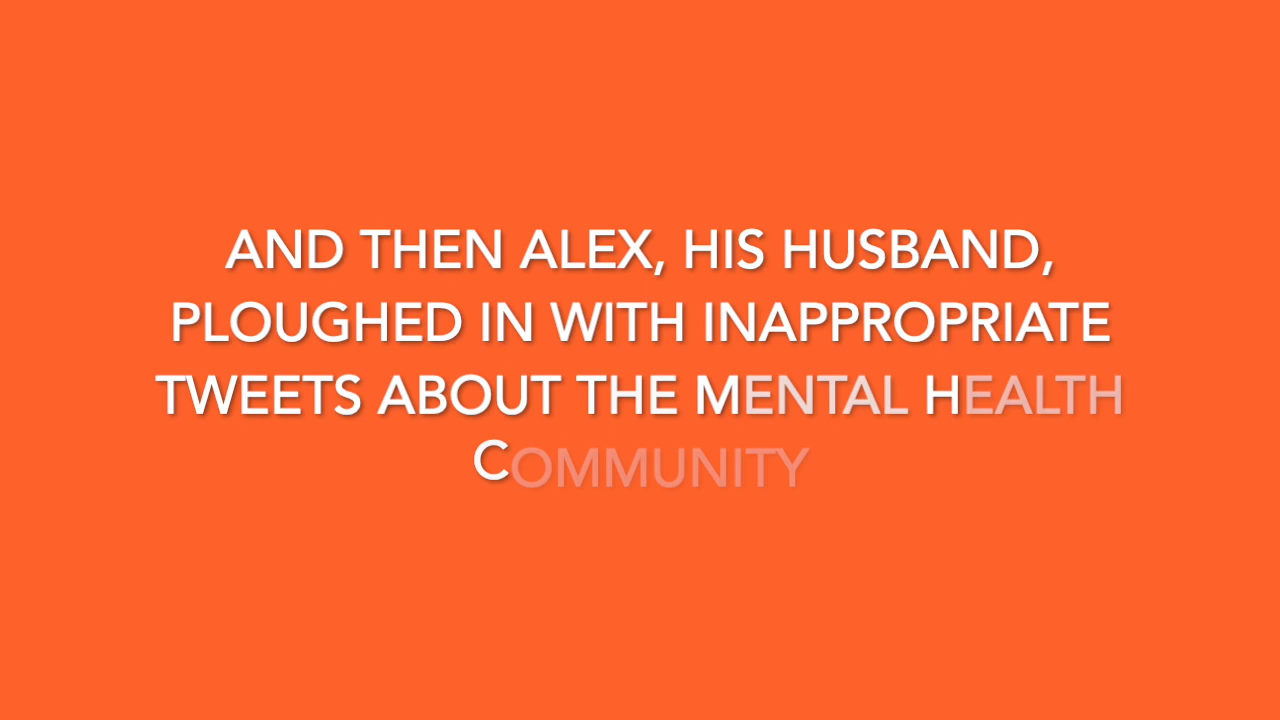 AND THEN ALEX, HIS HUSBAND,
PLOUGHED IN WITH INAPPROPRIATE
TWEETS ABOUT THE MENTAL HEALTH
COMMUNITY